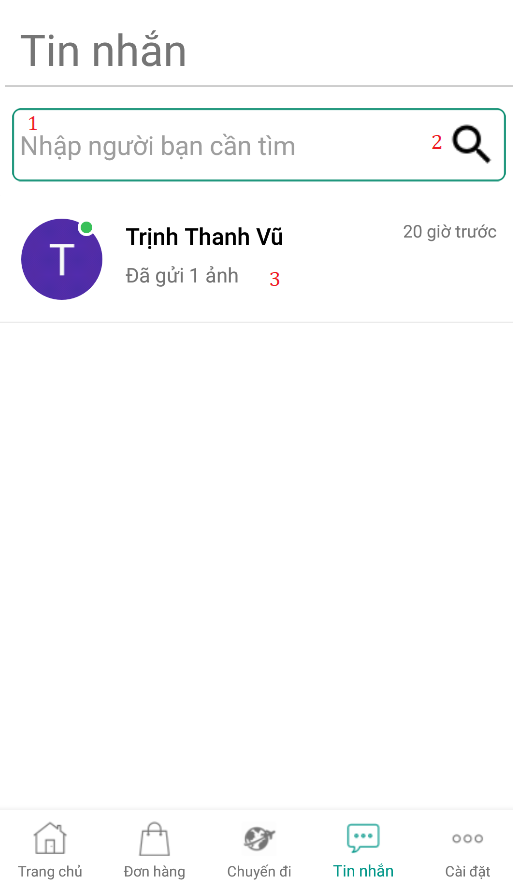 Tin nhắn
1
Nhập người bạn cần tìm
2
T
Trịnh Thanh Vũ
20 giờ trước
Đã gửi 1 ảnh
3
Trang chủ
Đơn hàng
Chuyến đi
Tin nhắn
Cài đặt